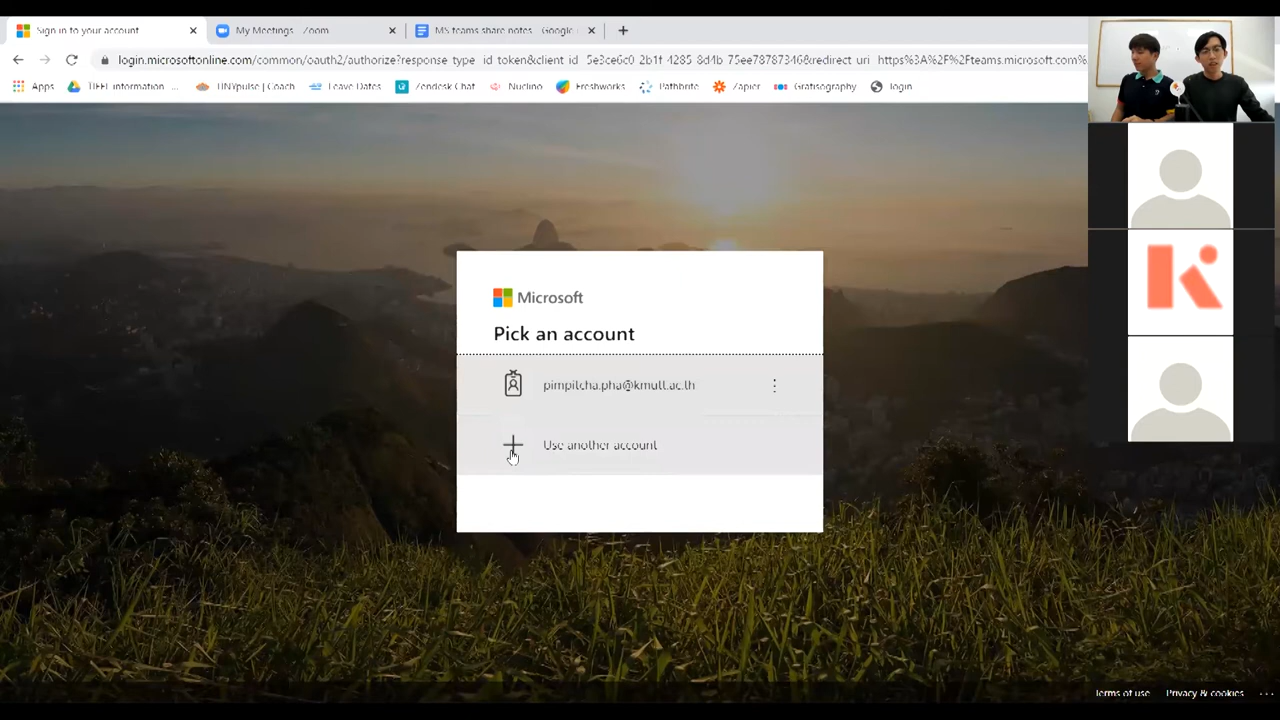 Sign in to your account
My Meetings - Zoom
MS teams share notes - Google
login.microsoftonline.com/common/oauth2/authorize?response_type=id_token&client_id=5e3ce6c0-2b1f-4285-8d4b-75ee78787346&redirect_uri=https%3A%2F%2Fteams.microsoft.com%
Apps
TIEFL information ...
TINYpulse | Coach
Leave Dates
Zendesk Chat
Nuclino
Freshworks
Pathbrite
Zapier
Gratisography
login
Microsoft
Pick an account
pimpitcha.pha@kmutt.ac.th
Use another account
Terms of use
Privacy & cookies
...